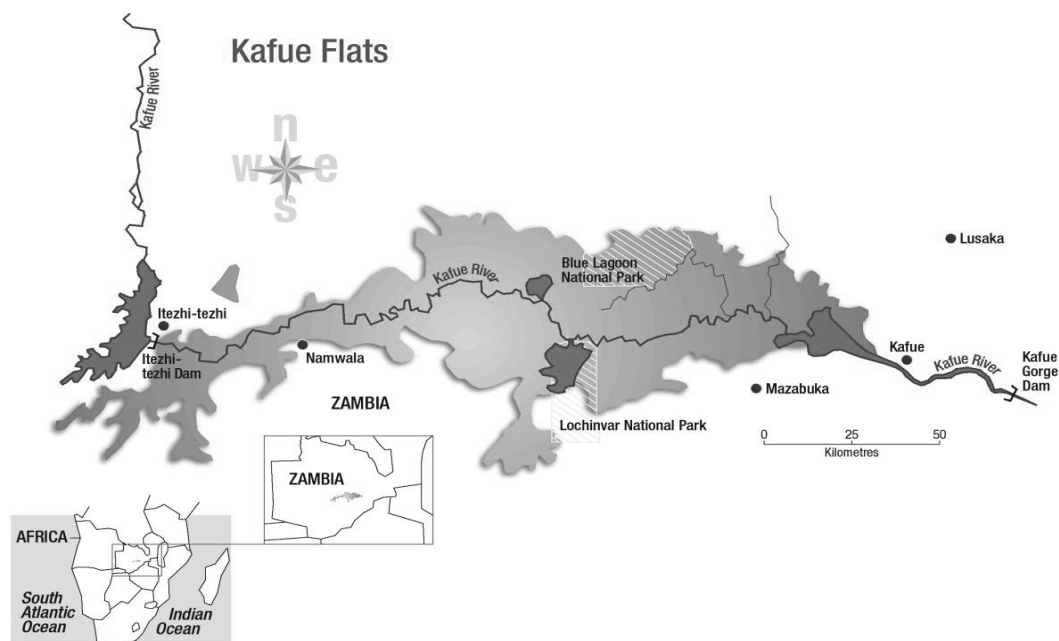 Kafue Flats
Kafue River
n
w e
s
Lusaka
Blue Lagoon
National Park
Kafue River
Itezhi-tezhi
Itezhi-
tezhi Dam
Namwala
Kafue
Kafue River
Kafue
Gorge
Dam
Mazabuka
ZAMBIA
Lochinvar National Park
0 25 50
Kilometres
ZAMBIA
AFRICA
South
Atlantic
Ocean
Indian
Ocean